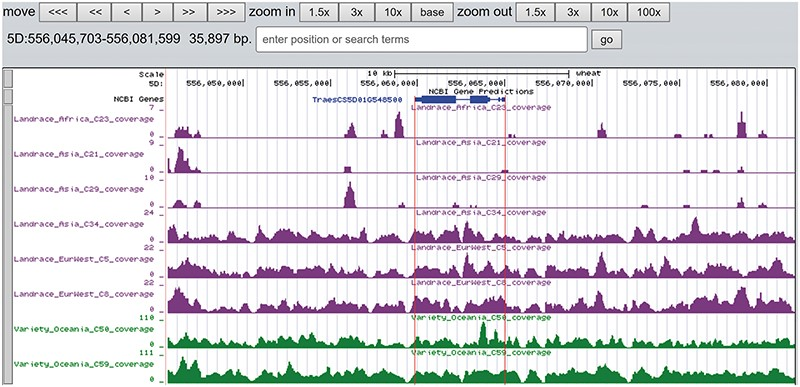 move <<< << < > >> >>> zoom in 1.5x 3x 10x base zoom out 1.5x 3x 10x 100x
5D:556,045,703-556,081,599 35,897 bp. enter position or search terms go
Scale 10 kb wheat
5D: 556,050,000 556,055,000 556,060,000 556,065,000 556,070,000 556,075,000 556,080,000
NCBI Gene Predictions
NCBI Genes TraesCS5D01G548500
7 Landrace_Africa_C23_coverage
Landrace_Africa_C23_coverage
0
9 Landrace_Asia_C21_coverage
Landrace_Asia_C21_coverage
0
10 Landrace_Asia_C29_coverage
Landrace_Asia_C29_coverage
0
24 Landrace_Asia_C34_coverage
Landrace_Asia_C34_coverage
0
22 Landrace_EurWest_C5_coverage
Landrace_EurWest_C5_coverage
0
22 Landrace_EurWest_C8_coverage
Landrace_EurWest_C8_coverage
0
110 Variety_Oceania_C50_coverage
Variety_Oceania_C50_coverage
0
111 Variety_Oceania_C59_coverage
Variety_Oceania_C59_coverage
0